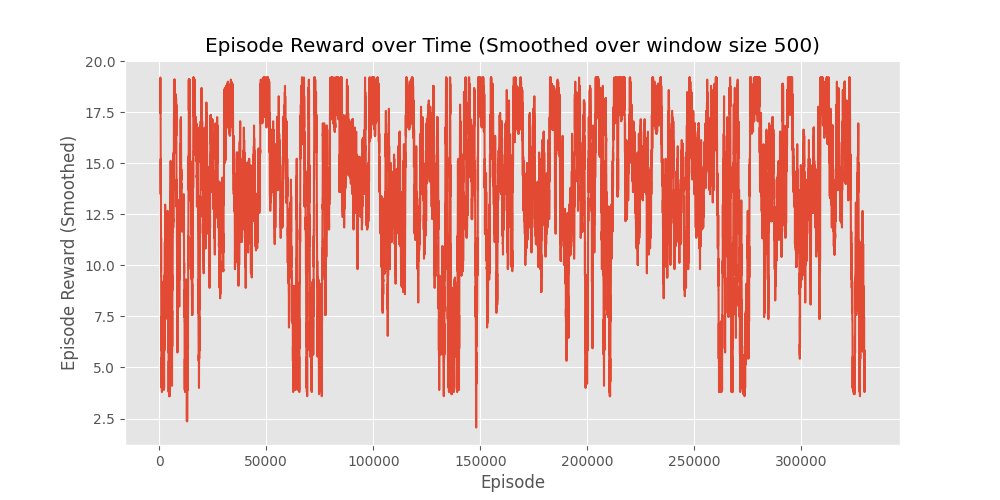 Episode Reward over Time (Smoothed over window size 500)
Episode Reward (Smoothed)
20.0
17.5
15.0
12.5
10.0
7.5
5.0
2.5
0 50000 100000 150000 200000 250000 300000
Episode